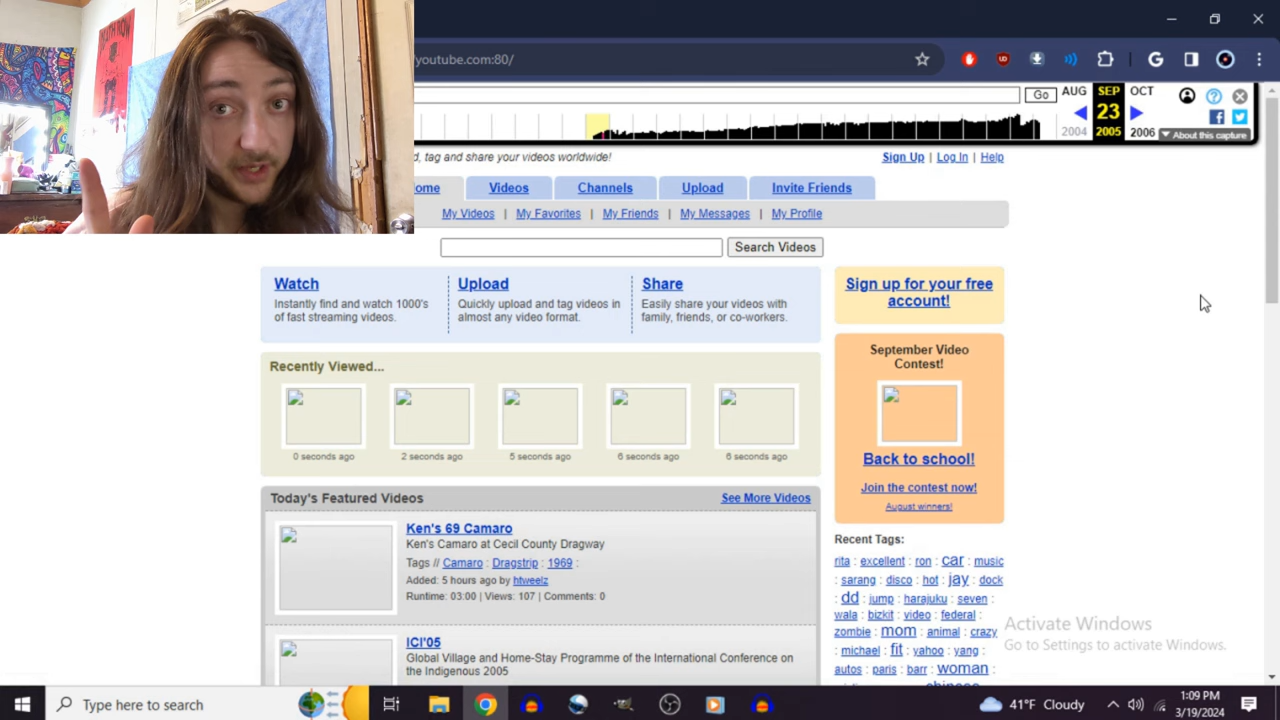 youtube.com:80/
Go
AUG SEP OCT
23
2004 2005 2006
About this capture
, tag and share your videos worldwide!
Sign Up | Log In | Help
ome Videos Channels Upload Invite Friends
My Videos | My Favorites | My Friends | My Messages | My Profile
Search Videos
Watch
Instantly find and watch 1000's
of fast streaming videos.
Upload
Quickly upload and tag videos in
almost any video format.
Share
Easily share your videos with
family, friends, or co-workers.
Sign up for your free
account!
Recently Viewed...
0 seconds ago 2 seconds ago 5 seconds ago 6 seconds ago 6 seconds ago
September Video
Contest!
Back to school!
Join the contest now!
August winners!
Today's Featured Videos See More Videos
Ken's 69 Camaro
Ken's Camaro at Cecil County Dragway
Tags // Camaro : Dragstrip : 1969 :
Added: 5 hours ago by htweelz
Runtime: 03:00 | Views: 107 | Comments: 0
ICI'05
Global Village and Home-Stay Programme of the International Conference on
the Indigenous 2005
Recent Tags:
rita : excellent : ron : car : music
: sarang : disco : hot : jay : dock
: dd : jump : harajuku : seven :
wala : bizkit : video : federal :
zombie : mom : animal : crazy
: michael : fit : yahoo : yang :
autos : paris : barr : woman :
Activate Windows
Go to Settings to activate Windows.
Type here to search
41°F Cloudy
1:09 PM
3/19/2024